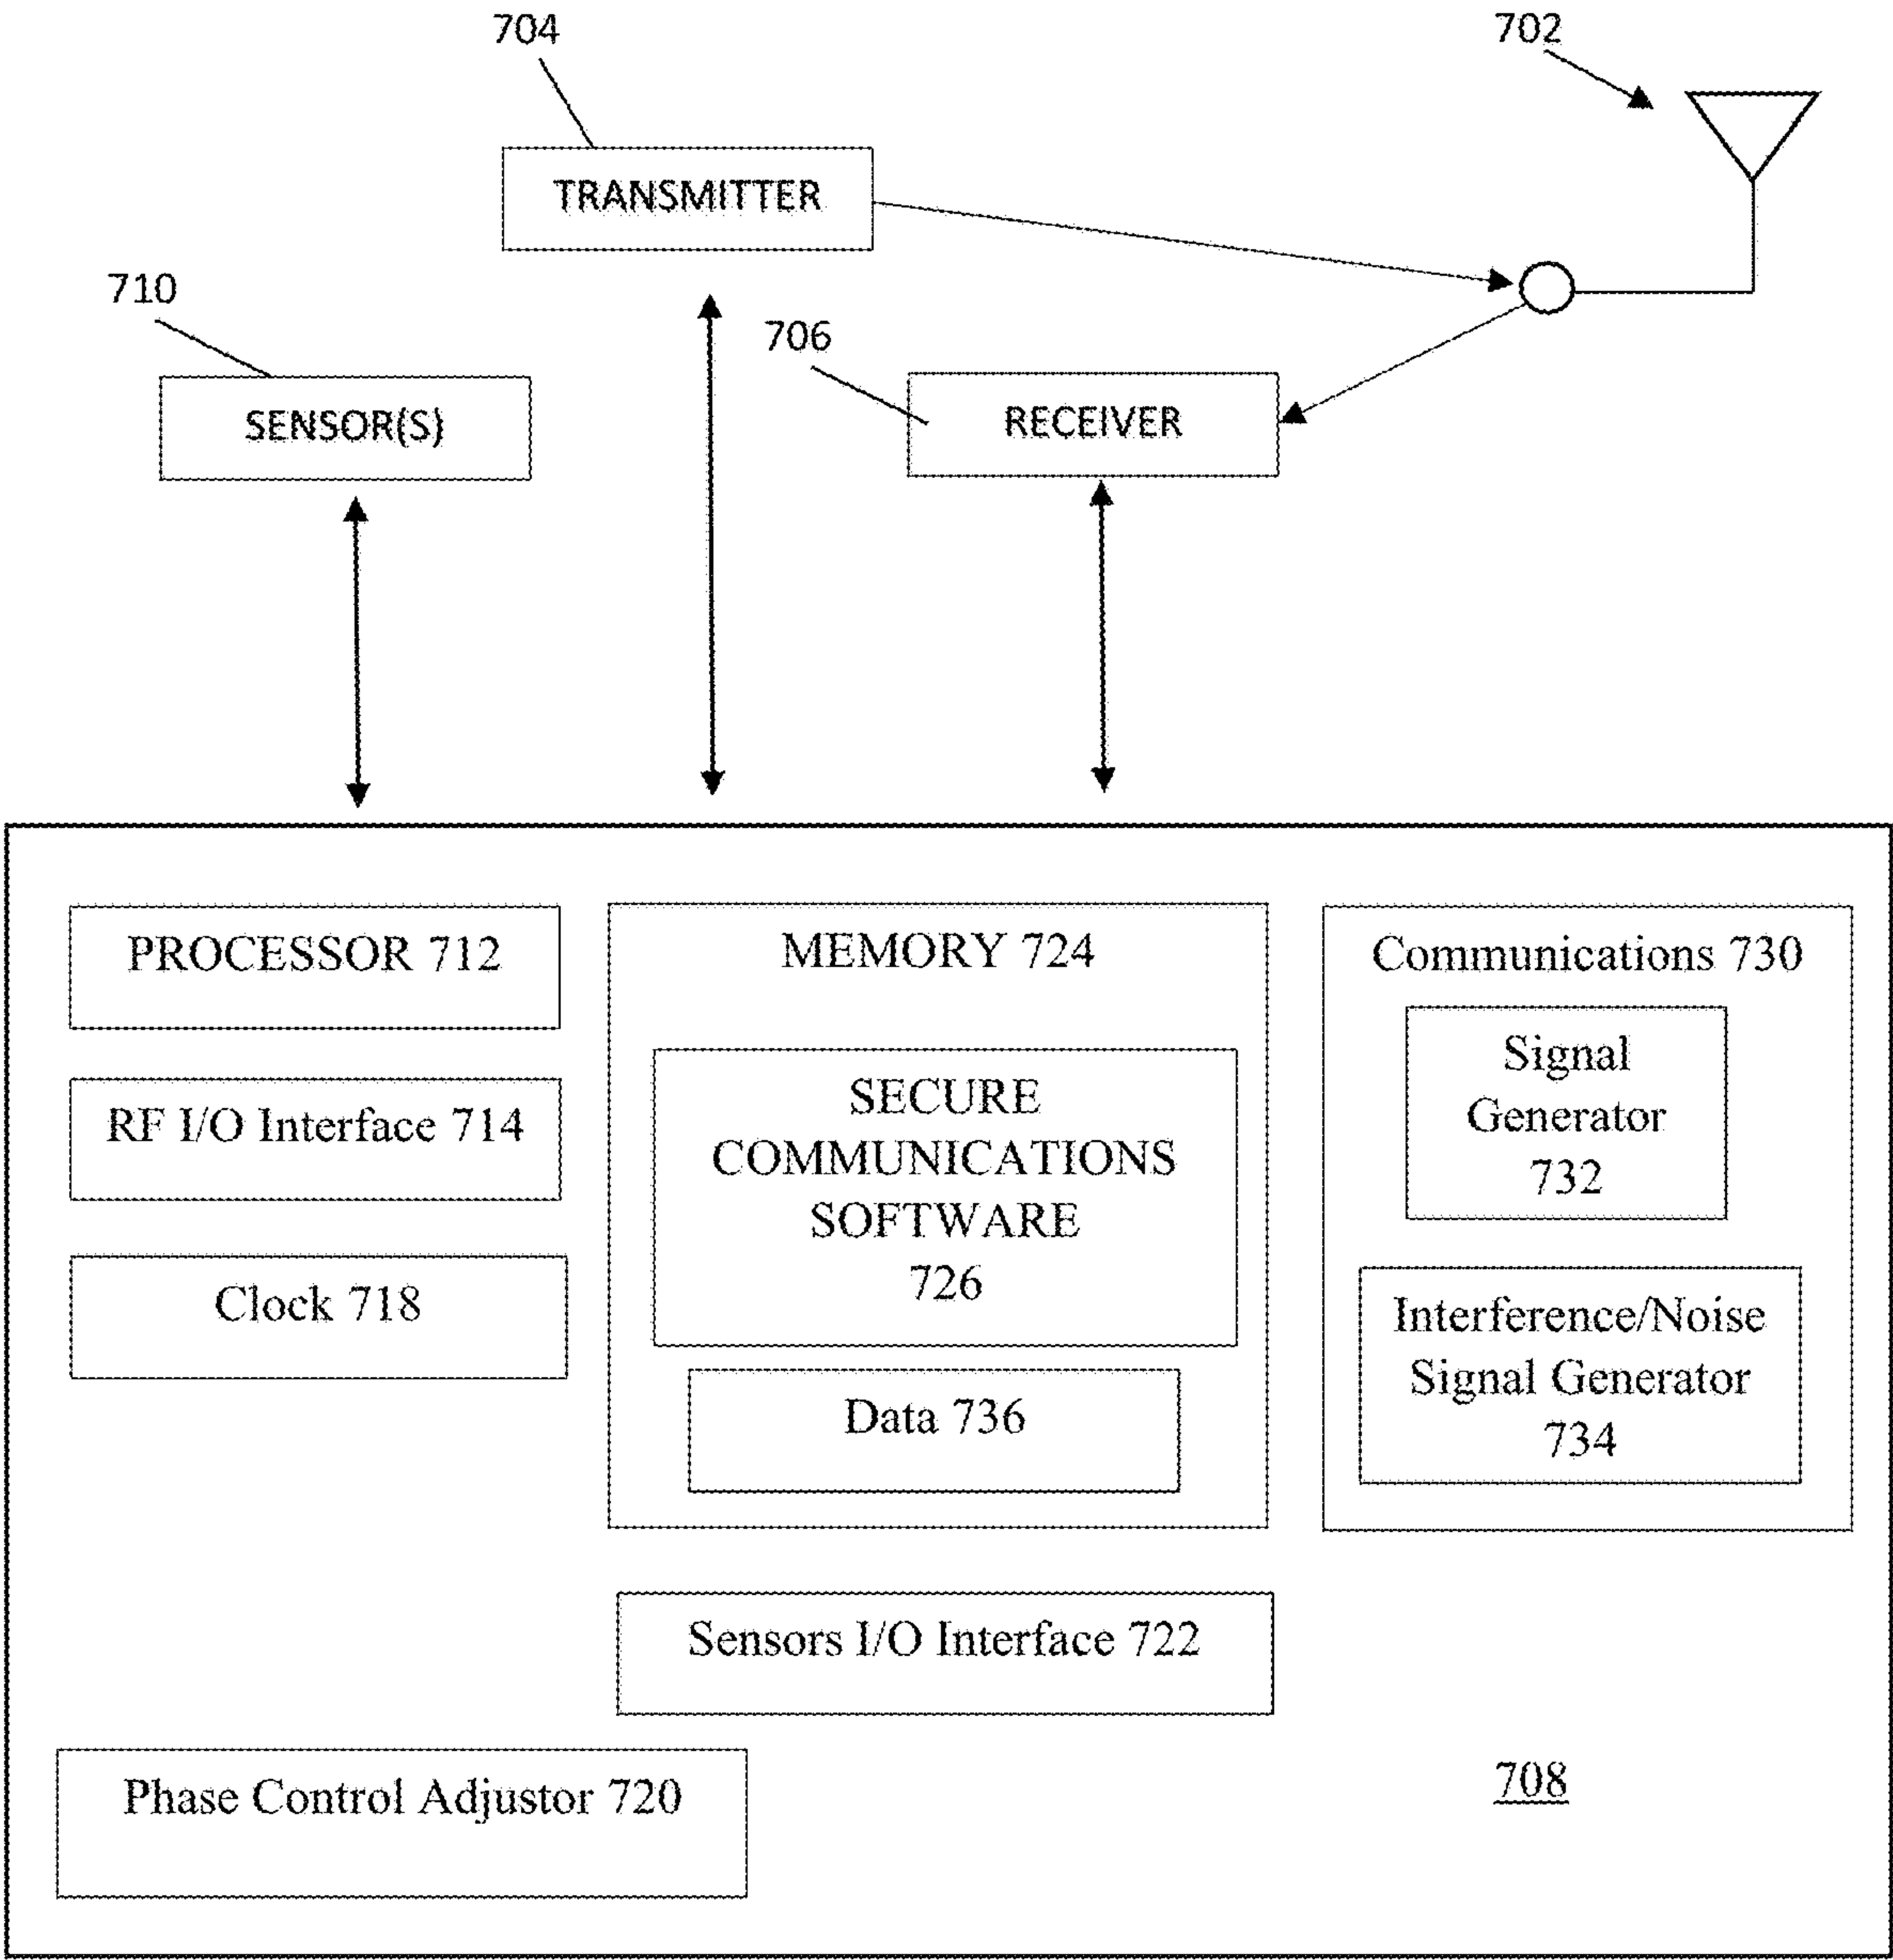 704
702
TRANSMITTER
710
706
SENSOR(S)
RECEIVER
PROCESSOR 712
RF I/O Interface 714
Clock 718
MEMORY 724
SECURE
COMMUNICATIONS
SOFTWARE
726
Data 736
Communications 730
Signal
Generator
732
Interference/Noise
Signal Generator
734
Sensors I/O Interface 722
Phase Control Adjustor 720
708